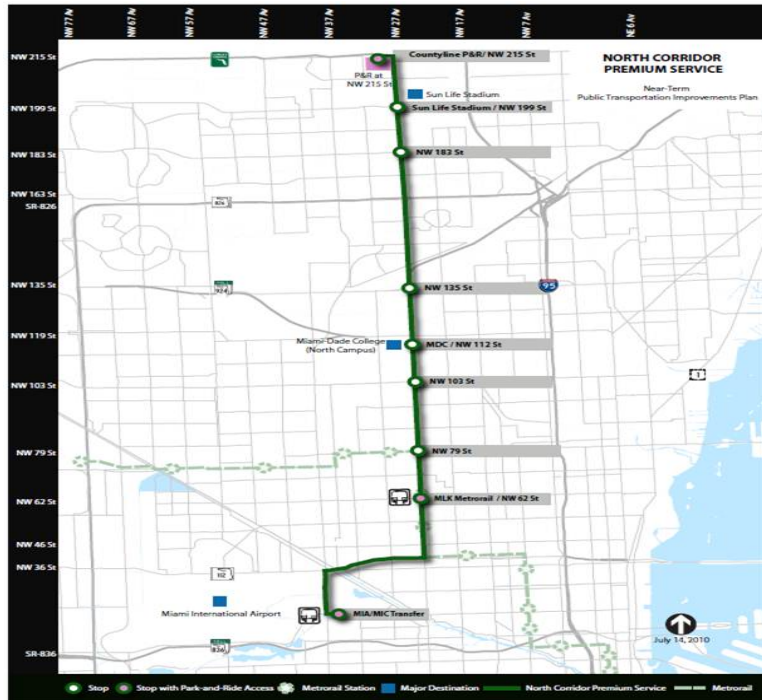 NW 77 Av
NW 67 Av
NW 57 Av
NW 47 Av
NW 37 Av
NW 27 Av
NW 17 Av
NW 7 Av
NE 6 Av
NW 215 St
NW 199 St
NW 183 St
NW 163 St
SR-826
NW 135 St
NW 119 St
NW 103 St
NW 79 St
NW 62 St
NW 46 St
NW 36 St
SR-836
NORTH CORRIDOR
PREMIUM SERVICE
Near-Term
Public Transportation Improvements Plan
Countyline P&R/ NW 215 St
P&R at
NW 215 St
Sun Life Stadium
Sun Life Stadium / NW 199 St
NW 183 St
826
NW 135 St
924
95
Miami-Dade College
(North Campus)
MDC / NW 112 St
NW 103 St
1
NW 79 St
MLK Metrorail / NW 62 St
112
Miami International Airport
MIA/MIC Transfer
836
July 14, 2010
Stop
Stop with Park-and-Ride Access
Metrorail Station
Major Destination
North Corridor Premium Service
Metrorail